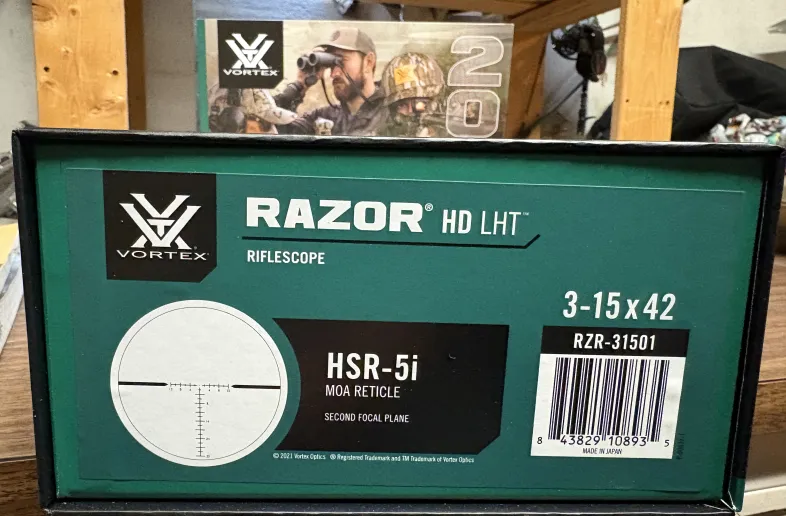 VORTEX
20
VORTEX®
RAZOR® HD LHT™
RIFLESCOPE
3-15x42
RZR-31501
HSR-5i
MOA RETICLE
SECOND FOCAL PLANE
8 43829 10893 5
MADE IN JAPAN
© 2021 Vortex Optics ® Registered Trademark and TM Trademark of Vortex Optics